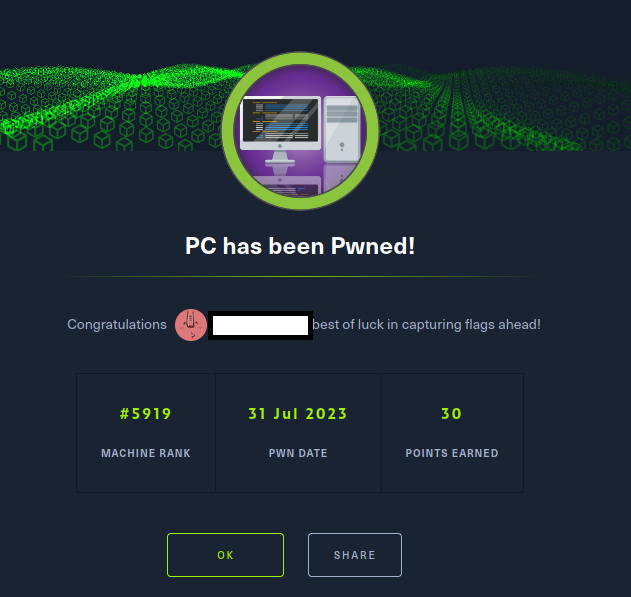 PC has been Pwned!
Congratulations best of luck in capturing flags ahead!
#5919 31 Jul 2023 30
MACHINE RANK PWN DATE POINTS EARNED
OK SHARE